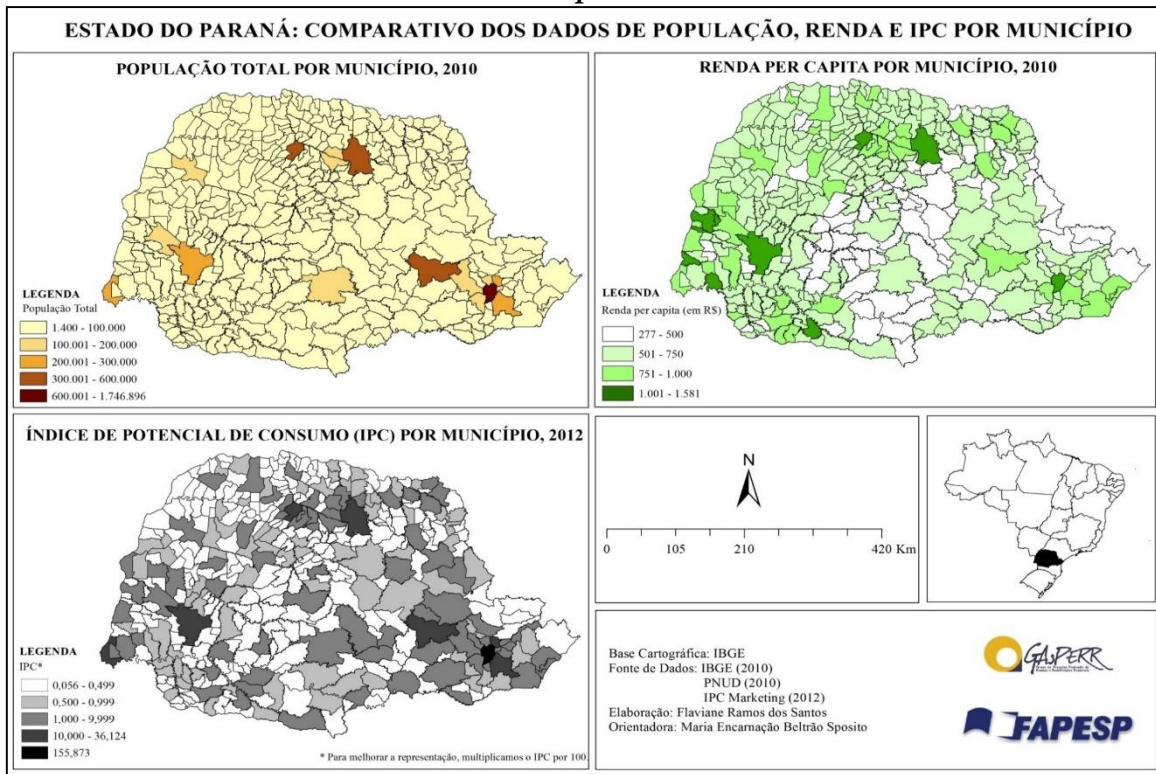 ESTADO DO PARANÁ: COMPARATIVO DOS DADOS DE POPULAÇÃO, RENDA E IPC POR MUNICÍPIO
POPULAÇÃO TOTAL POR MUNICÍPIO, 2010
LEGENDA
População Total
1.400 - 100.000
100.001 - 200.000
200.001 - 300.000
300.001 - 600.000
600.001 - 1.746.896
RENDA PER CAPITA POR MUNICÍPIO, 2010
LEGENDA
Renda per capita (em R$)
277 - 500
501 - 750
751 - 1.000
1.001 - 1.581
ÍNDICE DE POTENCIAL DE CONSUMO (IPC) POR MUNICÍPIO, 2012
LEGENDA
IPC*
0,056 - 0,499
0,500 - 0,999
1,000 - 9,999
10,000 - 36,124
155,873
* Para melhorar a representação, multiplicamos o IPC por 100.
N
0 105 210 420 Km
Base Cartográfica: IBGE
Fonte de Dados: IBGE (2010)
PNUD (2010)
IPC Marketing (2012)
Elaboração: Flaviane Ramos dos Santos
Orientadora: Maria Encarnação Beltrão Sposito
GAsPERR
FAPESP